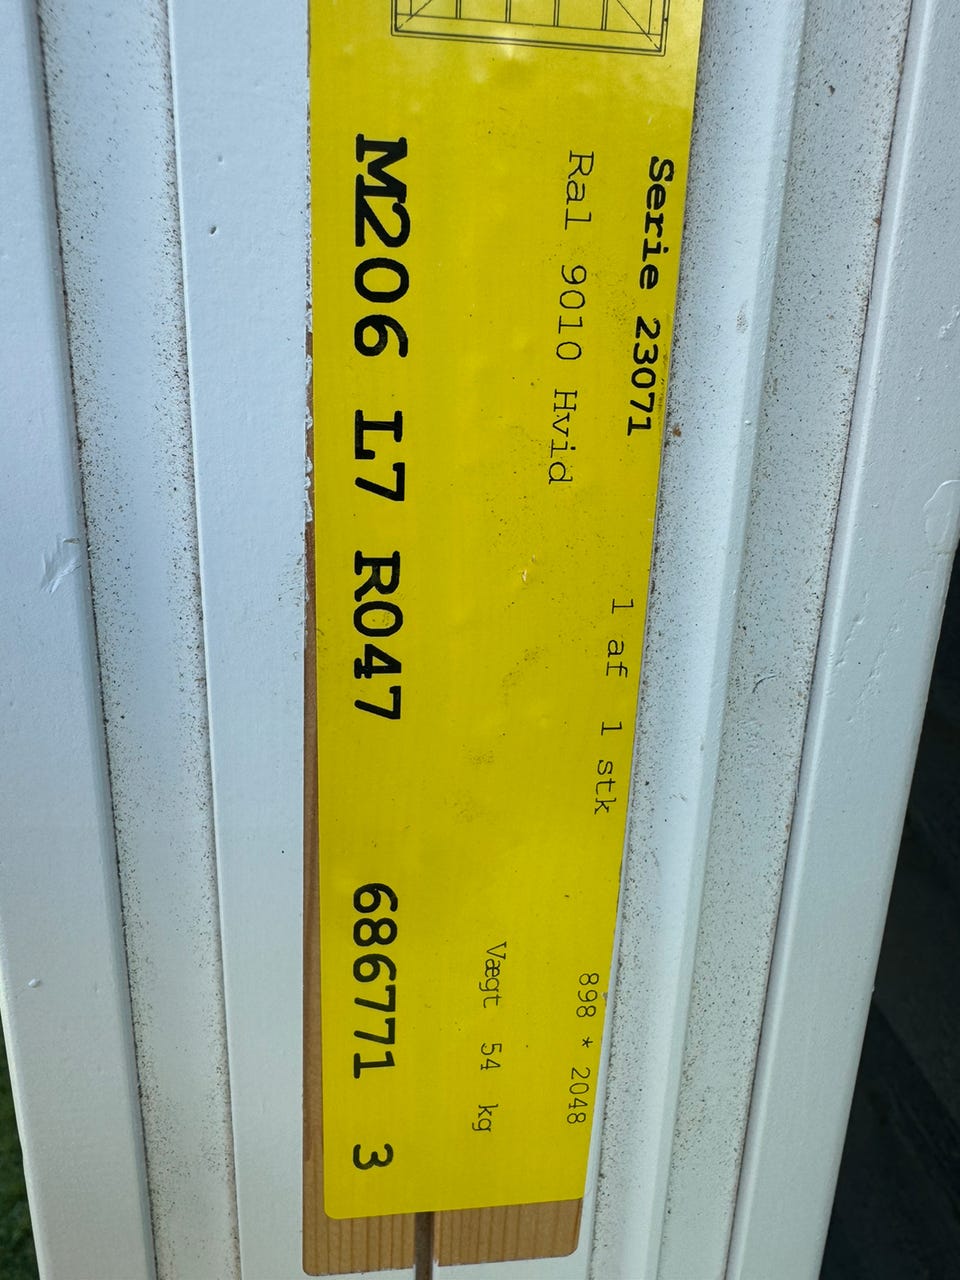 Serie 23071
1 af 1 stk
898 * 2048
Ral 9010 Hvid
Vægt 54 kg
M206 L7 R047 686771 3